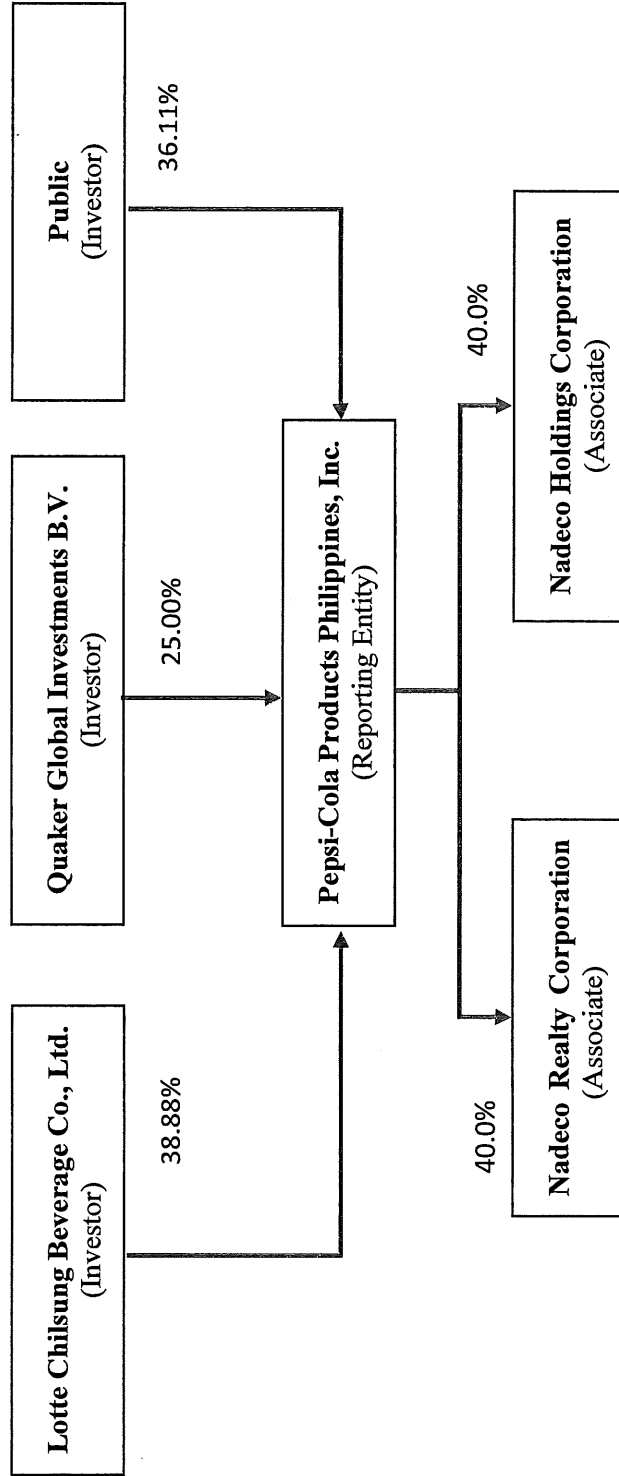 Lotte Chilsung Beverage Co., Ltd.
(Investor)
Quaker Global Investments B.V.
(Investor)
Public
(Investor)
38.88%
25.00%
36.11%
Pepsi-Cola Products Philippines, Inc.
(Reporting Entity)
40.0%
40.0%
Nadeco Realty Corporation
(Associate)
Nadeco Holdings Corporation
(Associate)